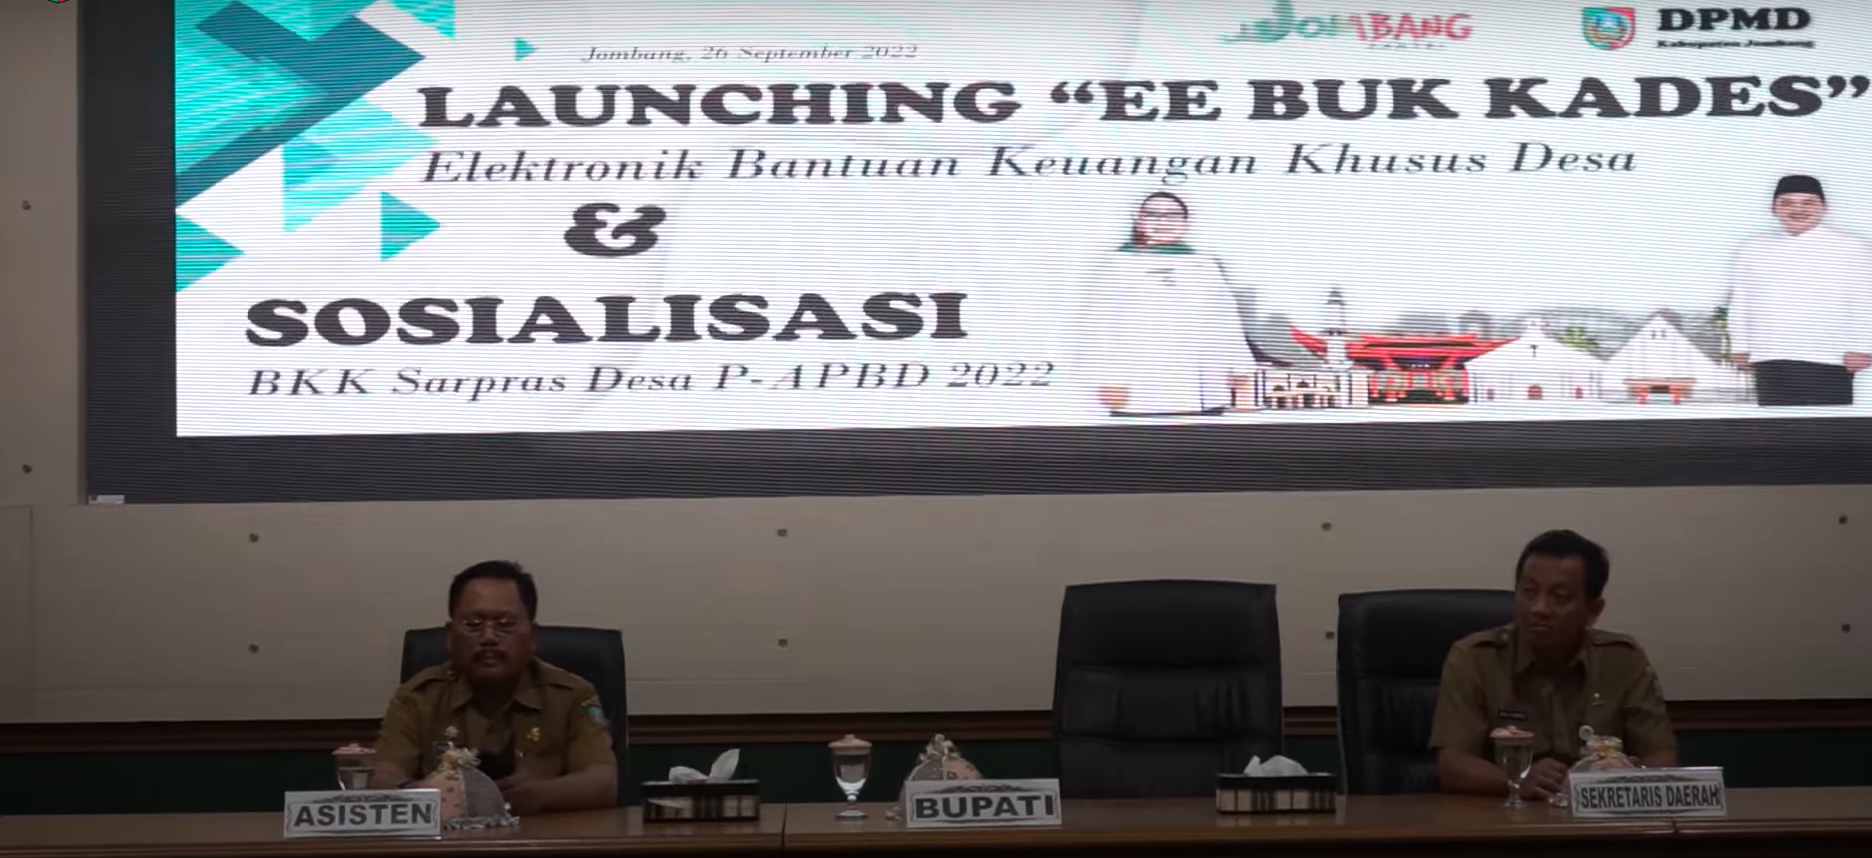 Jombang, 26 September 2022
JOMBANG
DPMD
Kabupaten Jombang
LAUNCHING “EE BUK KADES”
Elektronik Bantuan Keuangan Khusus Desa
&
SOSIALISASI
BKK Sarpras Desa P-APBD 2022
ASISTEN
BUPATI
SEKRETARIS DAERAH